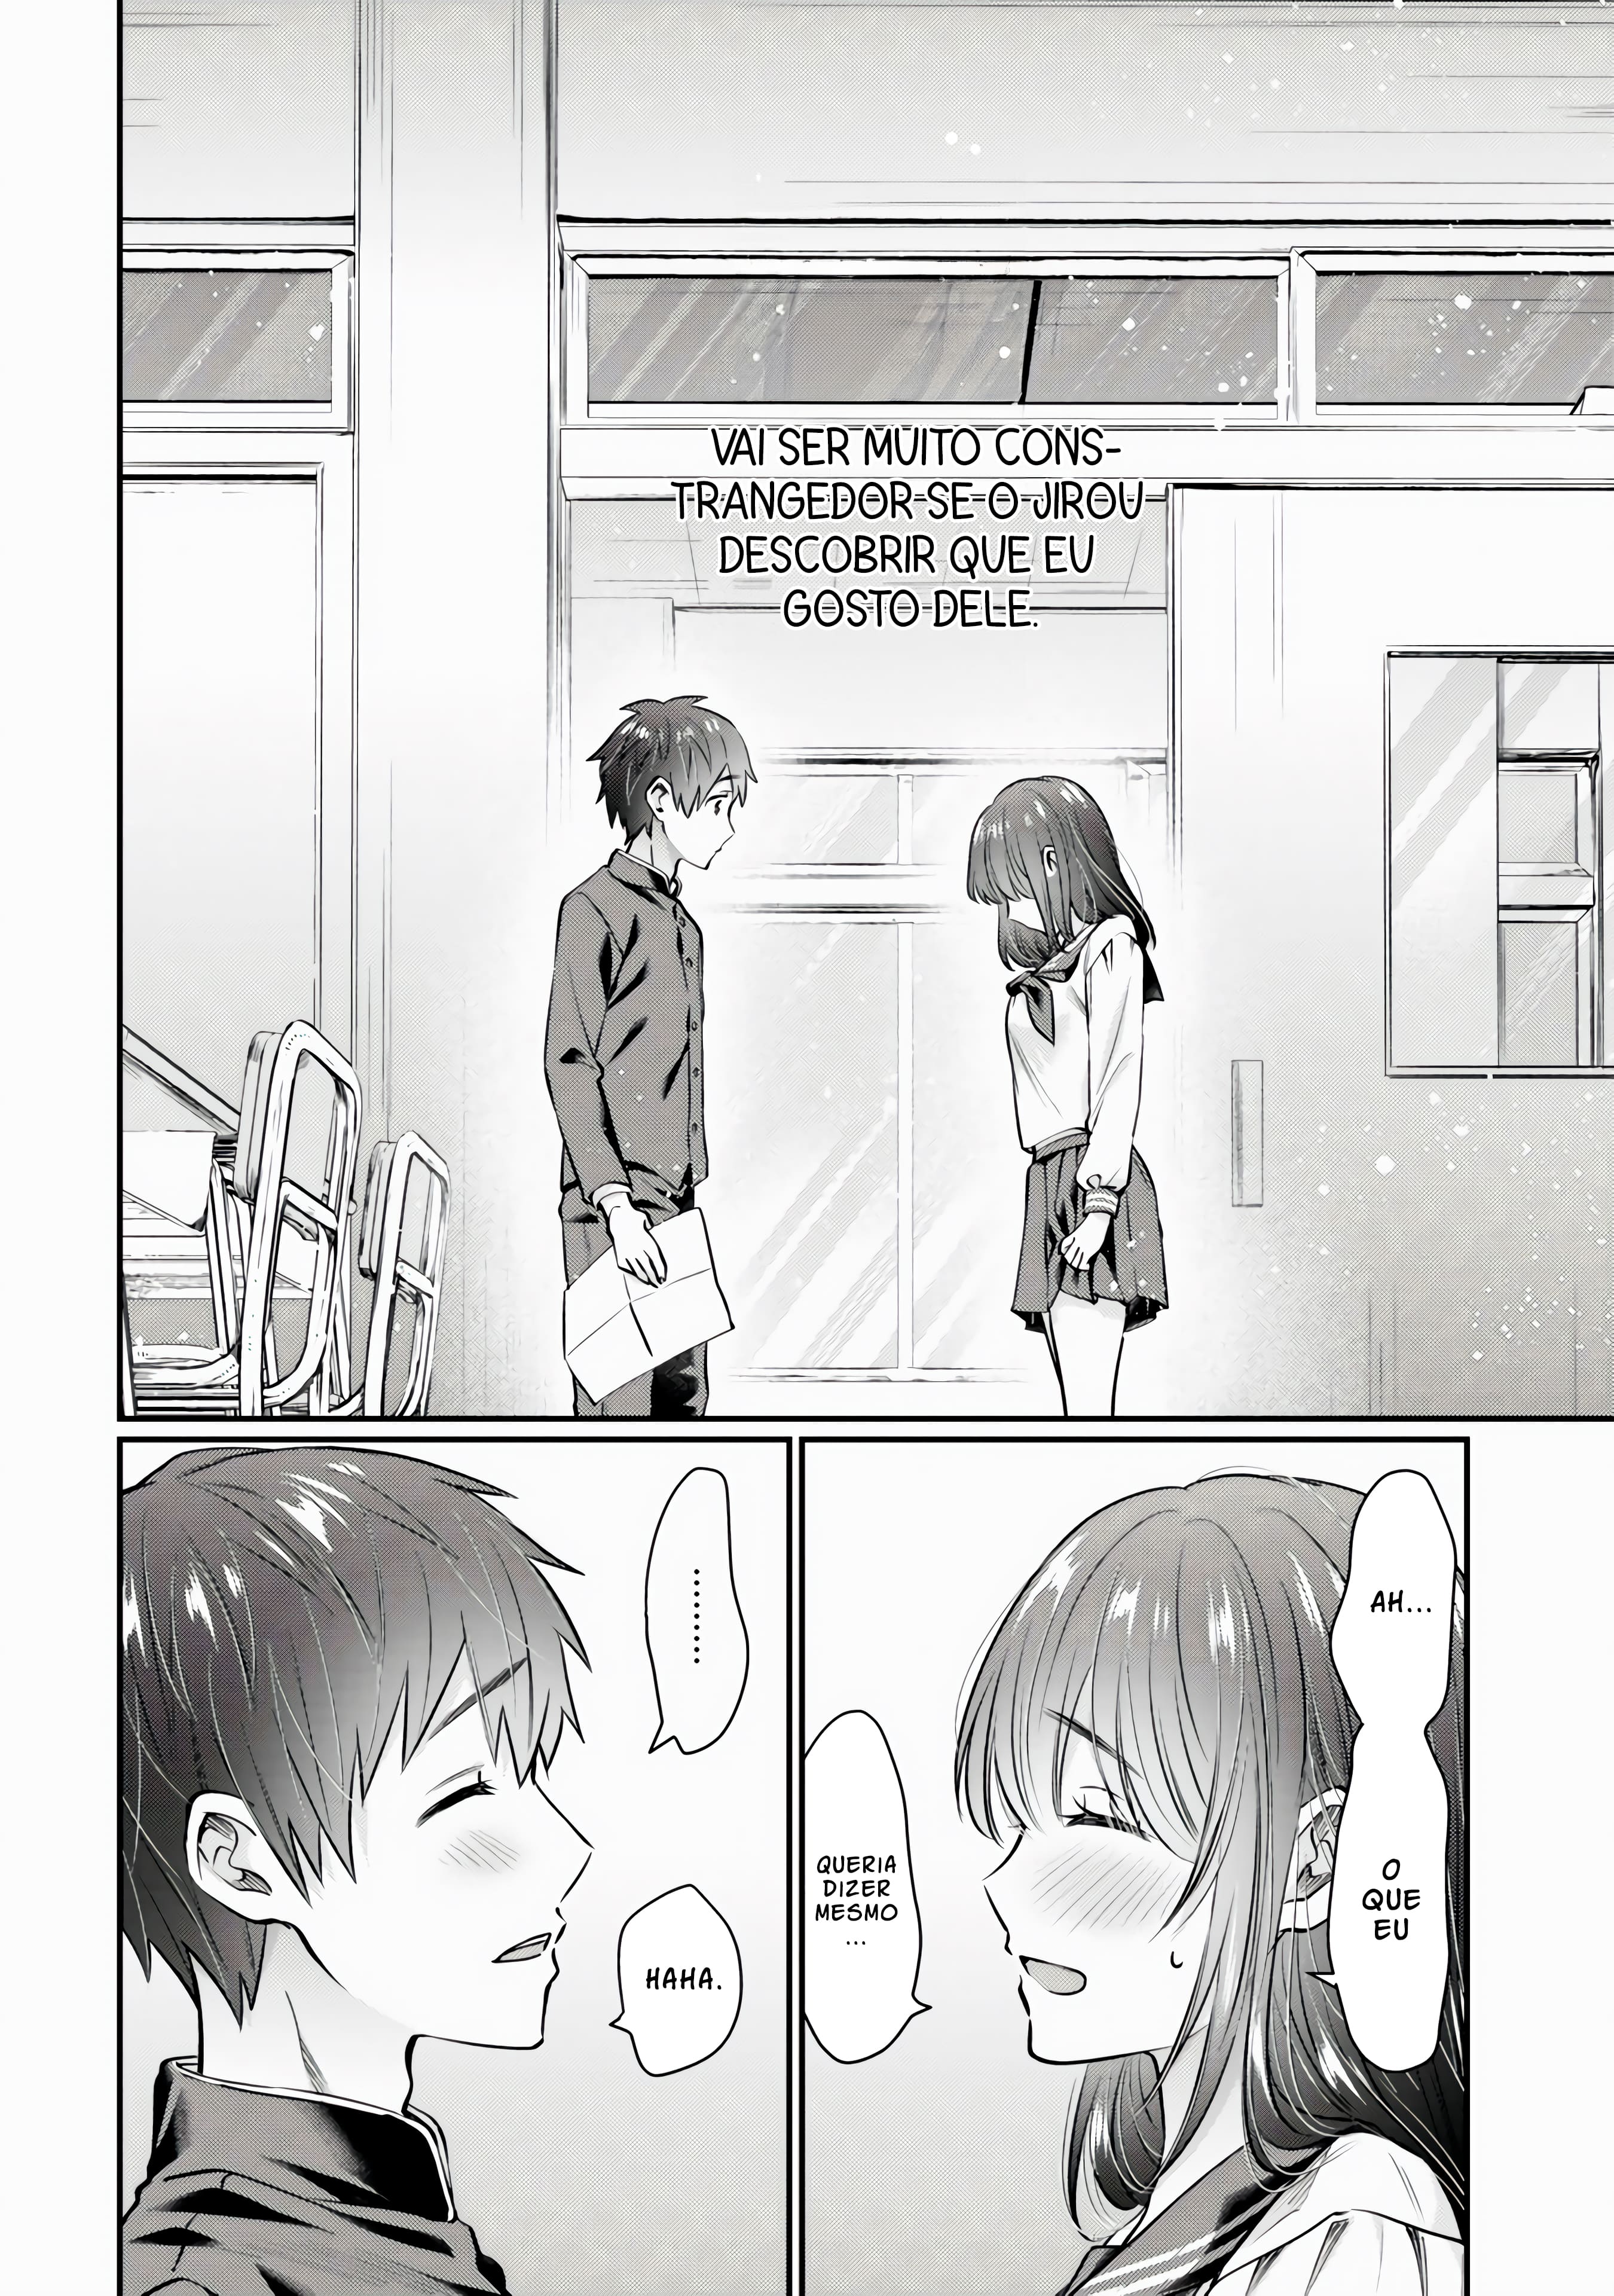 VAI SER MUITO CONS-
TRANGEDOR SE O JIROU
DESCOBRIR QUE EU
GOSTO DELE.
AH...
O
QUE
EU
QUERIA
DIZER
MESMO
...
.........
HAHA.